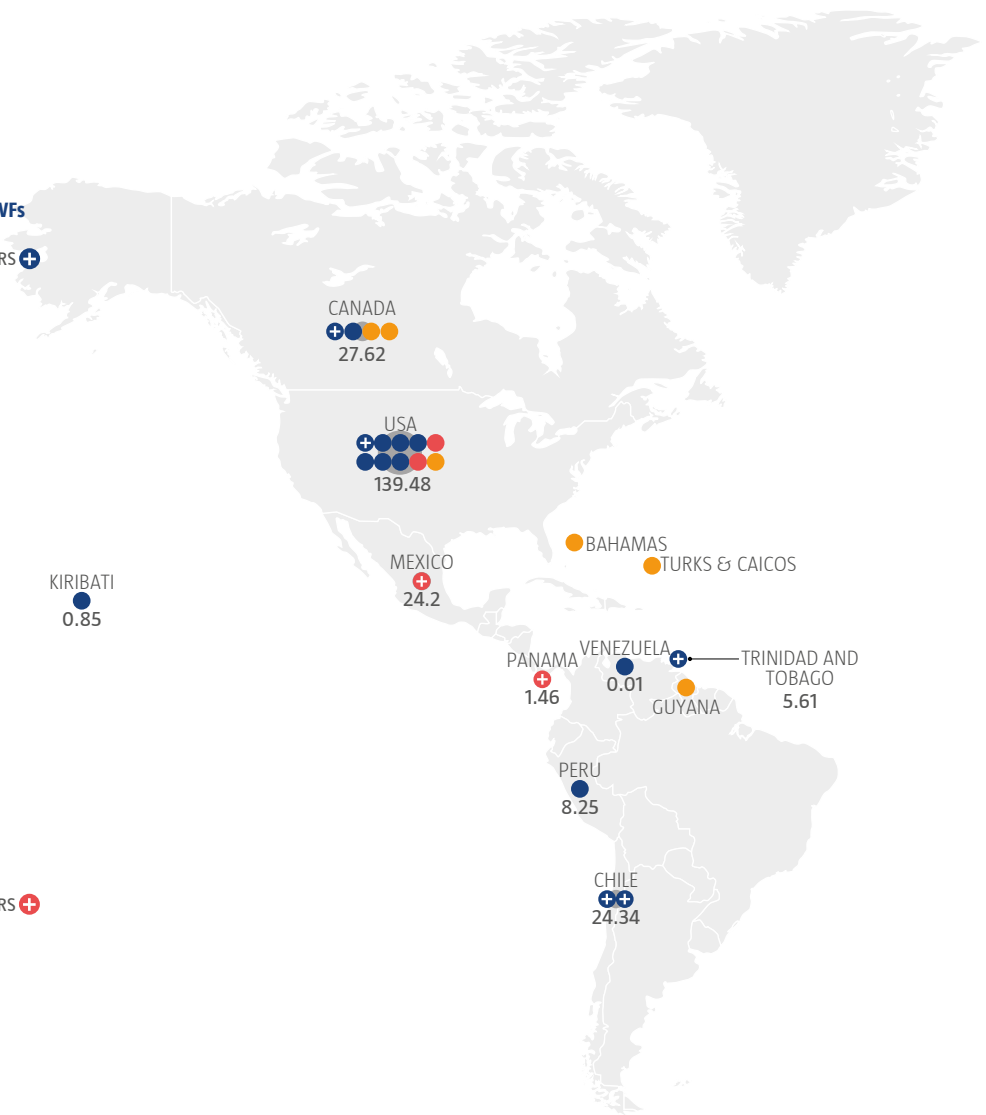 WFs
RS
CANADA
27.62
USA
139.48
BAHAMAS
TURKS & CAICOS
MEXICO
24.2
KIRIBATI
0.85
VENEZUELA
0.01
TRINIDAD AND
TOBAGO
5.61
PANAMA
1.46
GUYANA
PERU
8.25
CHILE
24.34
RS